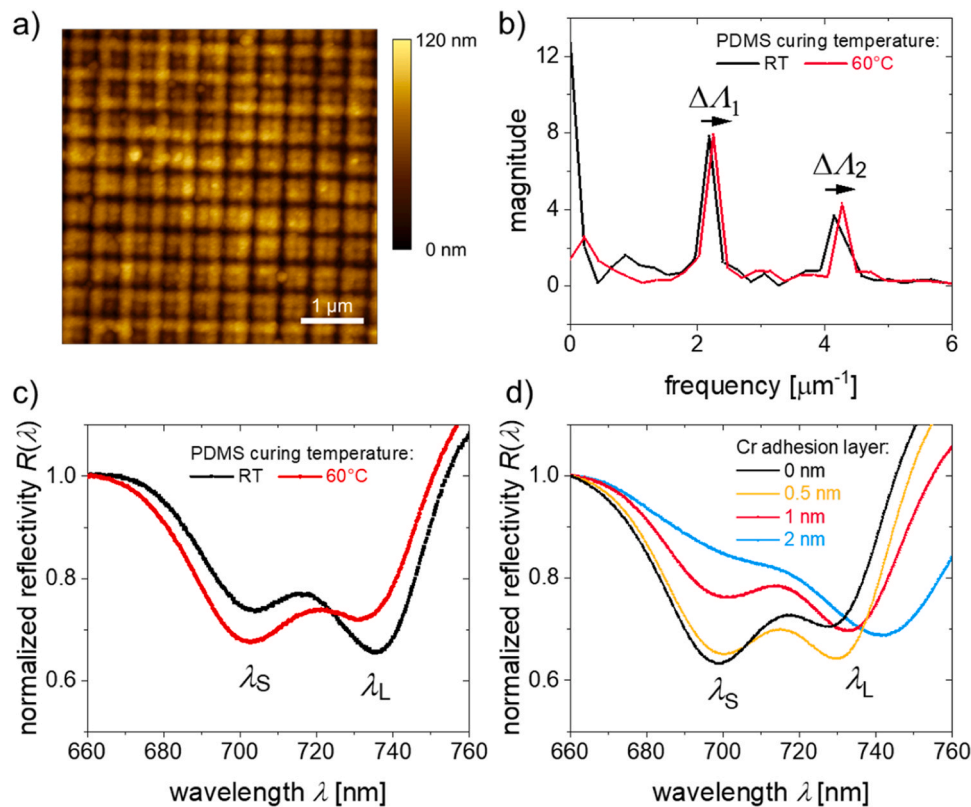 a)
120 nm
0 nm
1 µm
b)
PDMS curing temperature:
RT 60°C
ΔΛ1
ΔΛ2
12
8
4
0
magnitude
0 2 4 6
frequency [µm-1]
c)
PDMS curing temperature:
RT 60°C
1.0
0.8
0.6
normalized reflectivity R(λ)
λS
λL
660 680 700 720 740 760
wavelength λ [nm]
d)
Cr adhesion layer:
0 nm
0.5 nm
1 nm
2 nm
1.0
0.8
0.6
normalized reflectivity R(λ)
λS
λL
660 680 700 720 740 760
wavelength λ [nm]